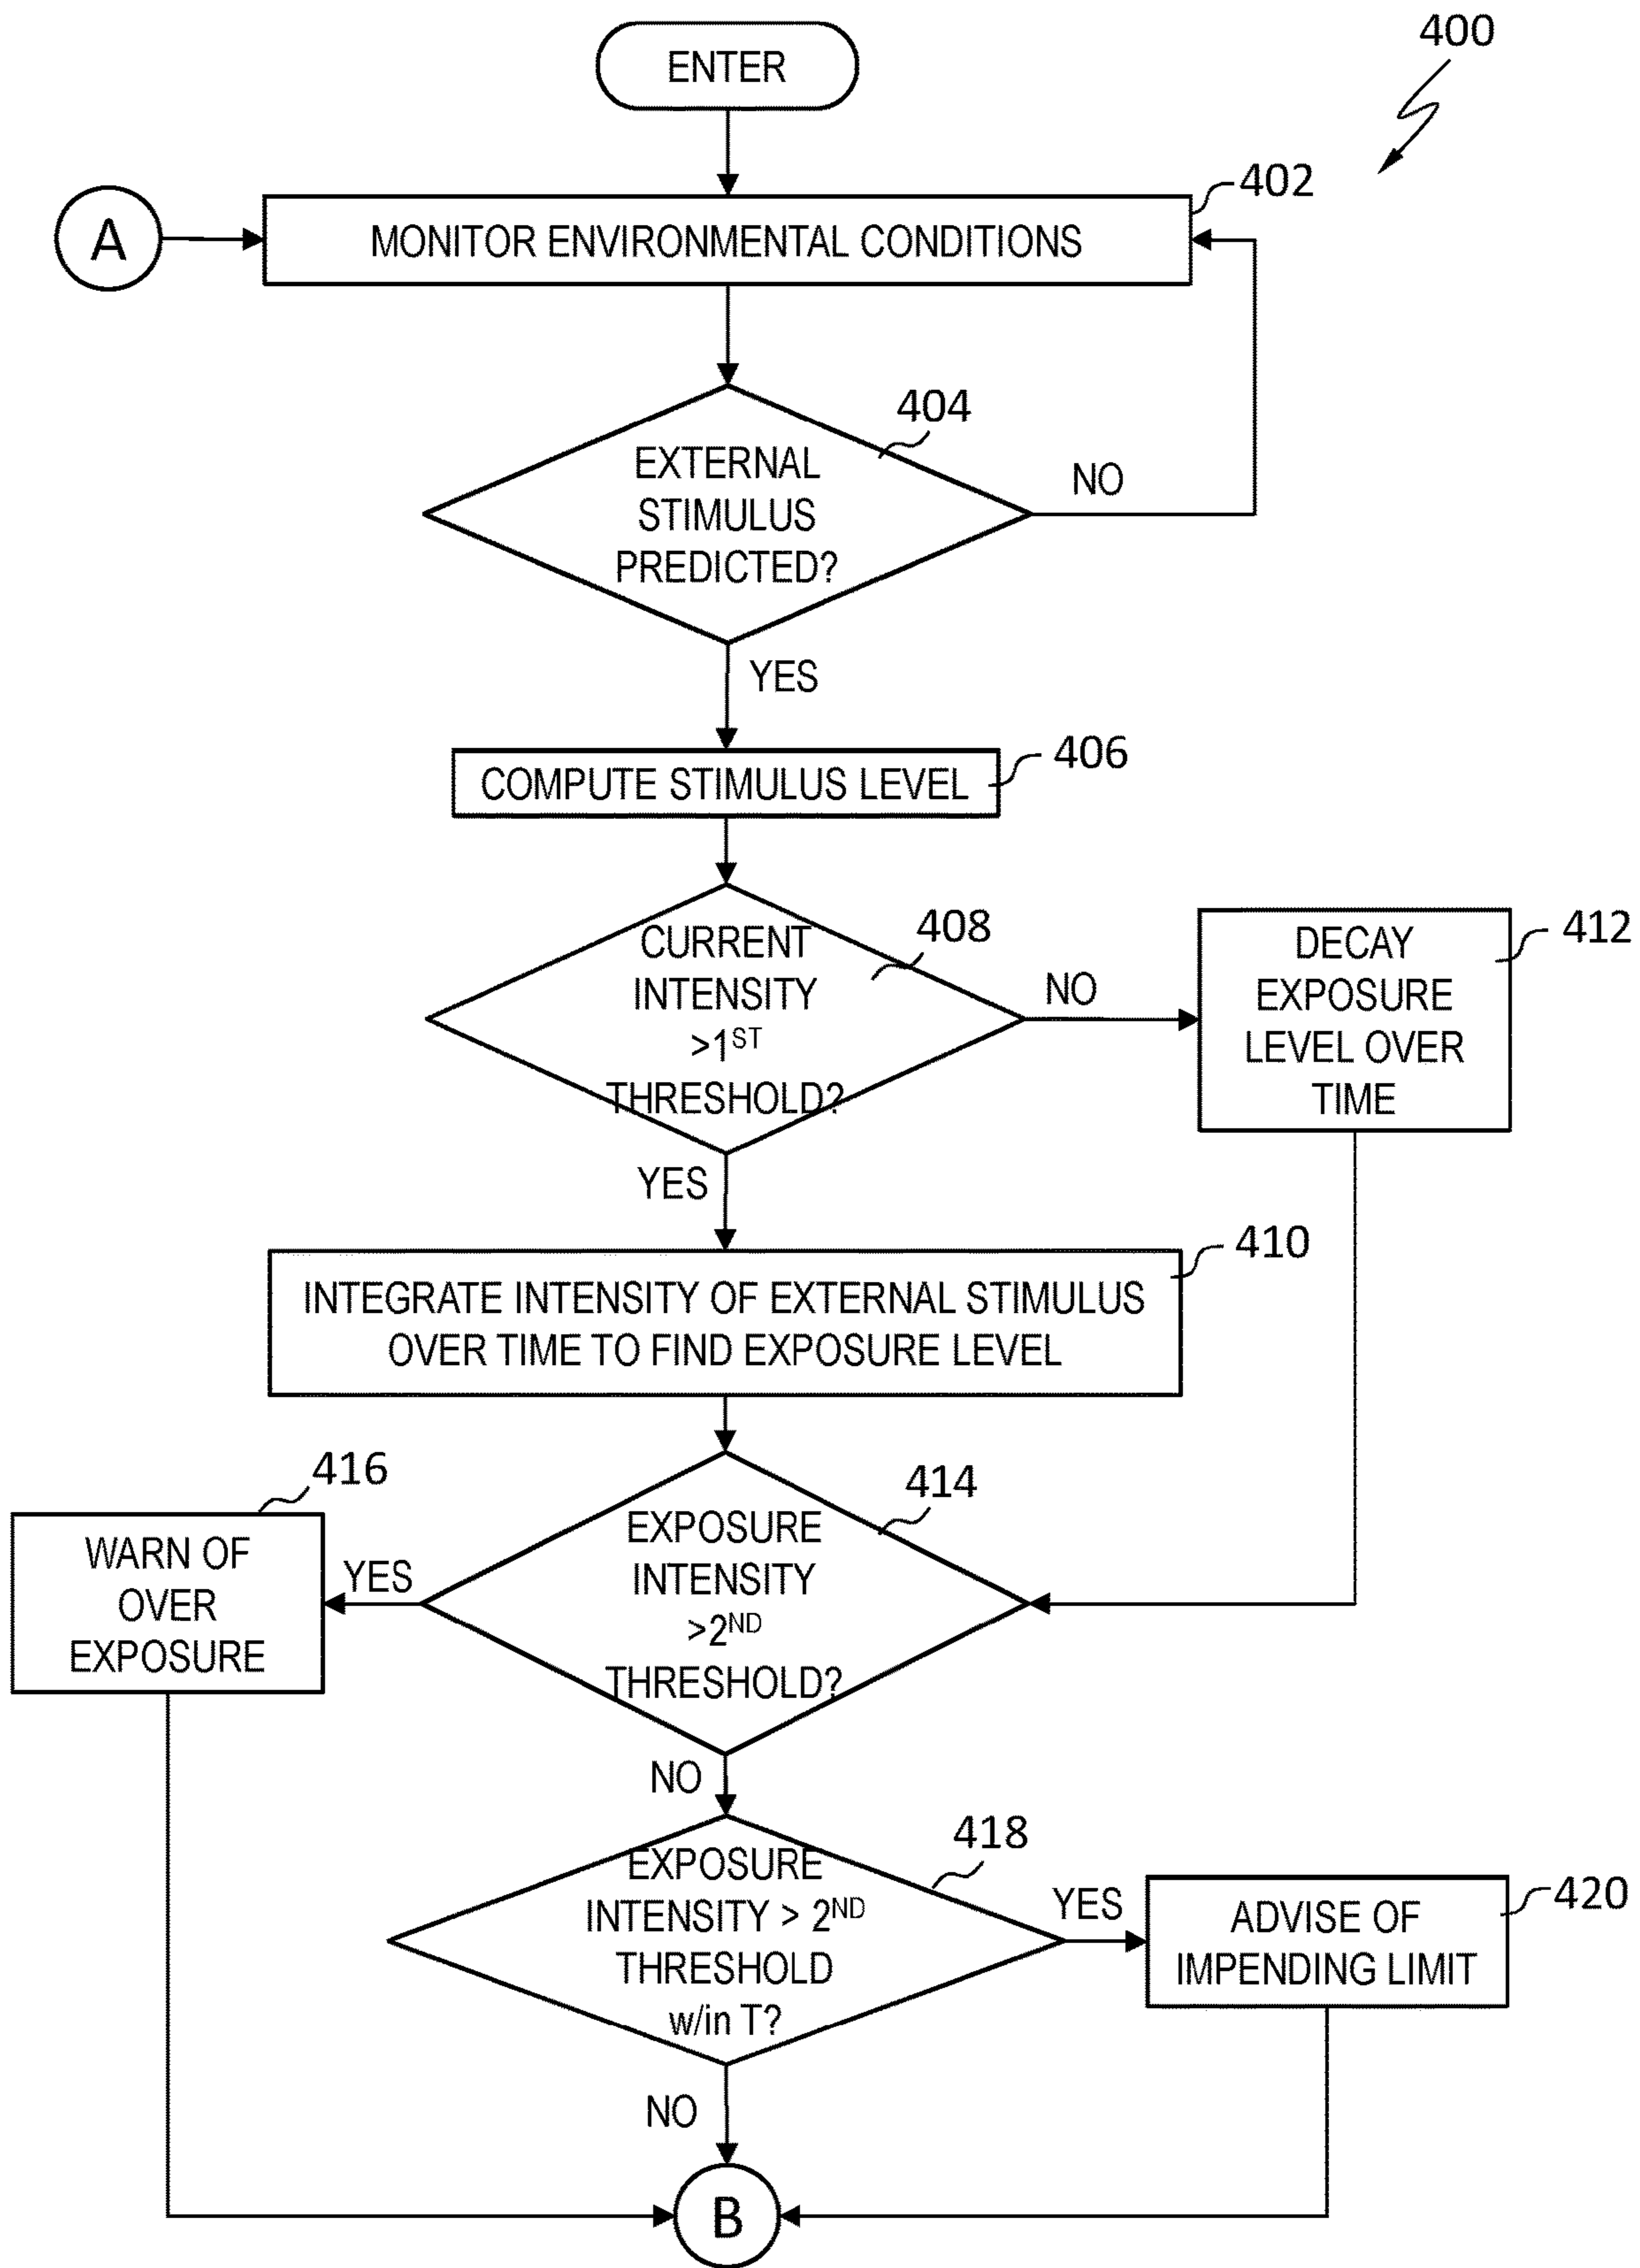 400
ENTER
402
A
MONITOR ENVIRONMENTAL CONDITIONS
404
EXTERNAL
STIMULUS
PREDICTED?
NO
YES
406
COMPUTE STIMULUS LEVEL
408
CURRENT
INTENSITY
>1ST
THRESHOLD?
NO
412
DECAY
EXPOSURE
LEVEL OVER
TIME
YES
410
INTEGRATE INTENSITY OF EXTERNAL STIMULUS
OVER TIME TO FIND EXPOSURE LEVEL
416
WARN OF
OVER
EXPOSURE
YES
414
EXPOSURE
INTENSITY
>2ND
THRESHOLD?
NO
418
EXPOSURE
INTENSITY > 2ND
THRESHOLD
w/in T?
YES
420
ADVISE OF
IMPENDING LIMIT
NO
B